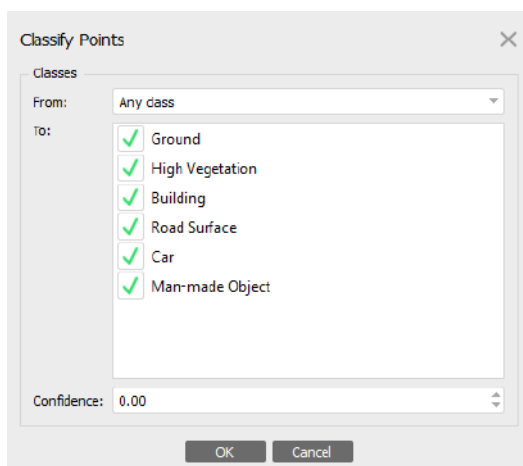 Classify Points
Classes
From: Any class
To:
Ground
High Vegetation
Building
Road Surface
Car
Man-made Object
Confidence: 0.00
OK Cancel